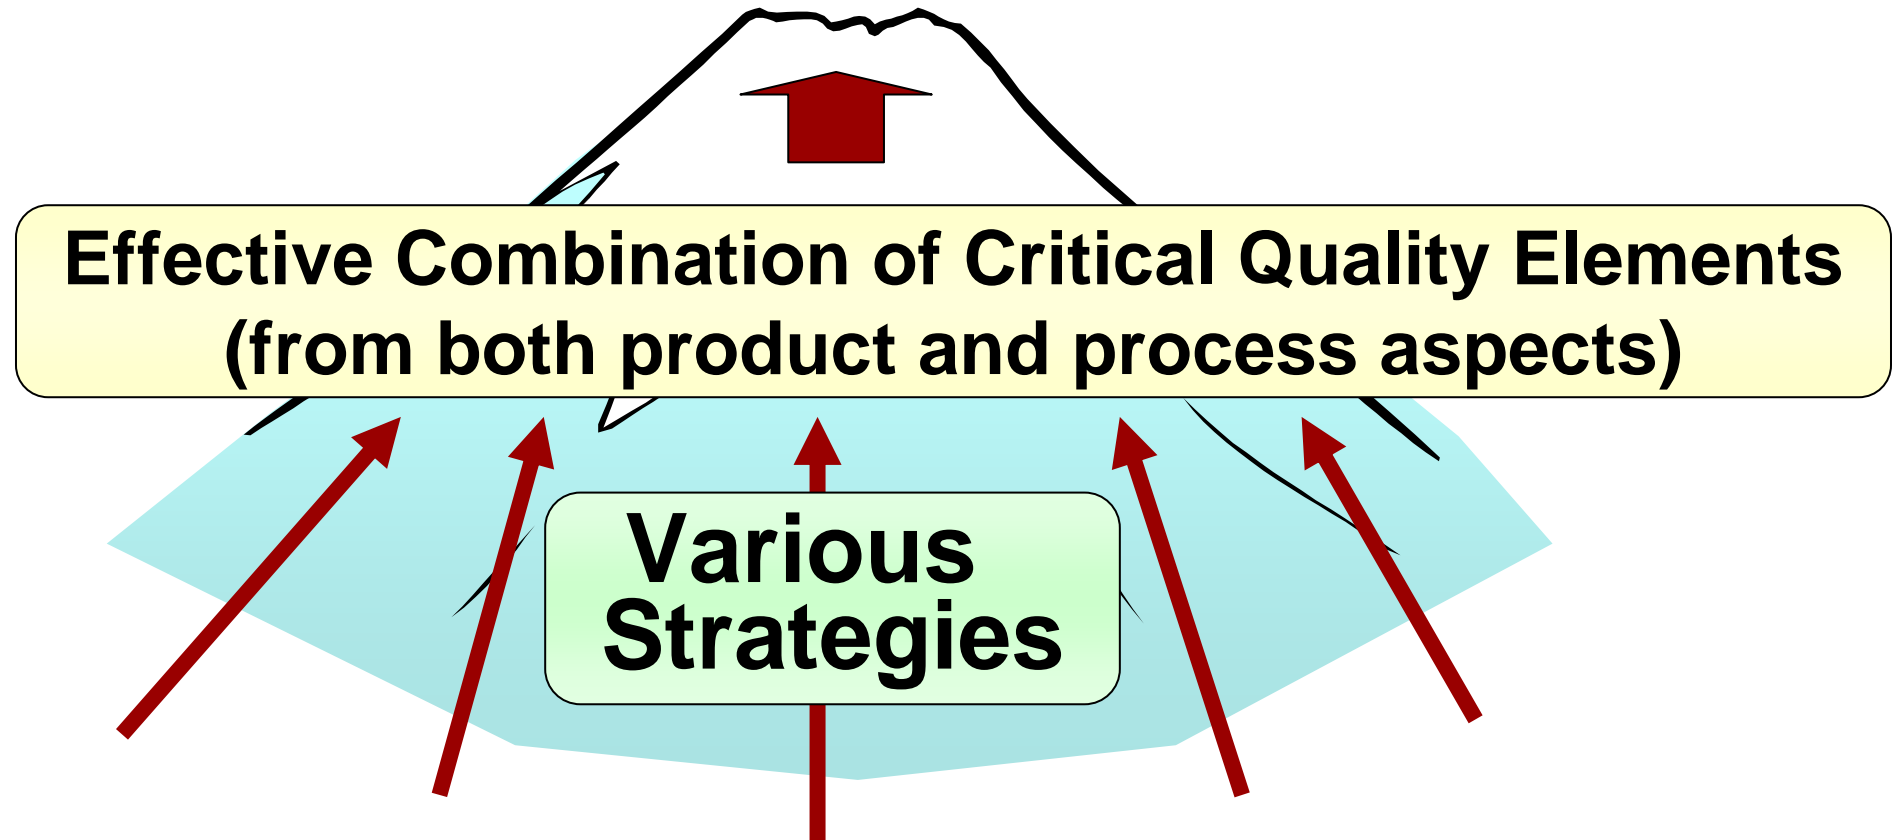 Effective Combination of Critical Quality Elements
(from both product and process aspects)
Various
Strategies